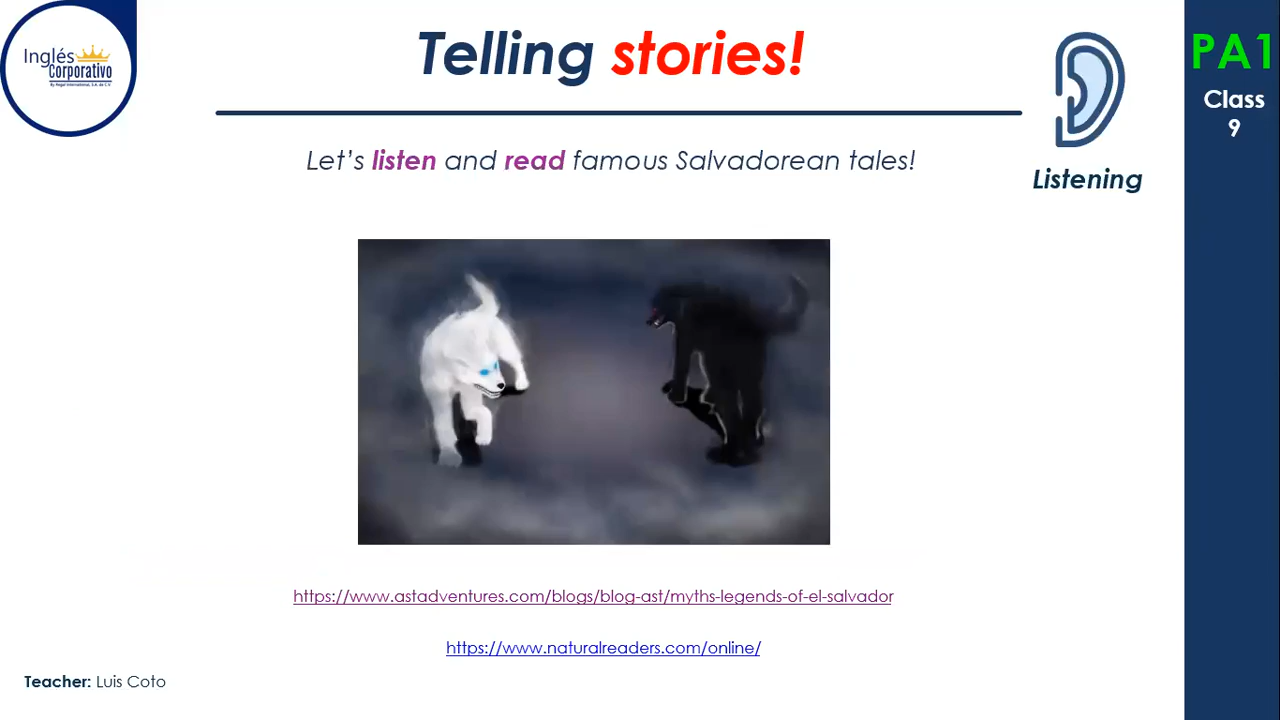 Inglés
Corporativo
By Regal International, S.A. de C.V
Telling stories!
PA1
Class
9
Let's listen and read famous Salvadorean tales!
Listening
https://www.astadventures.com/blogs/blog-ast/myths-legends-of-el-salvador
https://www.naturalreaders.com/online/
Teacher: Luis Coto